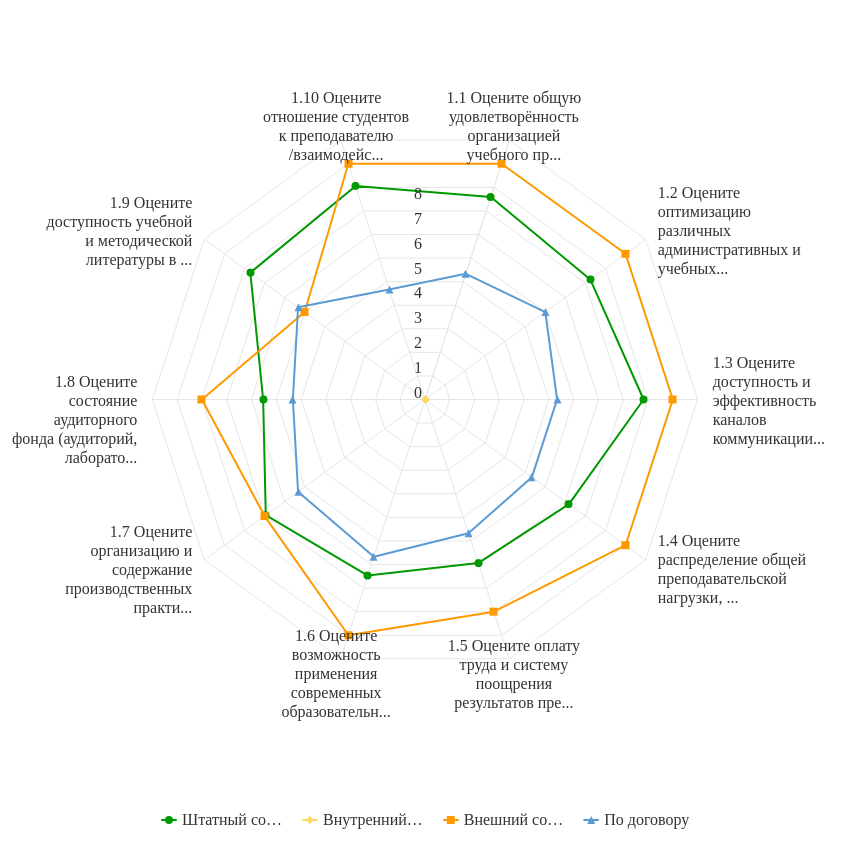 1.10 Оцените
отношение студентов
к преподавателю
/взаимодейс...
1.1 Оцените общую
удовлетворённость
организацией
учебного пр...
1.2 Оцените
оптимизацию
различных
административных и
учебных...
1.3 Оцените
доступность и
эффективность
каналов
коммуникации...
1.4 Оцените
распределение общей
преподавательской
нагрузки, ...
1.5 Оцените оплату
труда и систему
поощрения
результатов пре...
1.6 Оцените
возможность
применения
современных
образовательн...
1.7 Оцените
организацию и
содержание
производственных
практи...
1.8 Оцените
состояние
аудиторного
фонда (аудиторий,
лаборато...
1.9 Оцените
доступность учебной
и методической
литературы в ...
8
7
6
5
4
3
2
1
0
Штатный со…
Внутренний…
Внешний со…
По договору